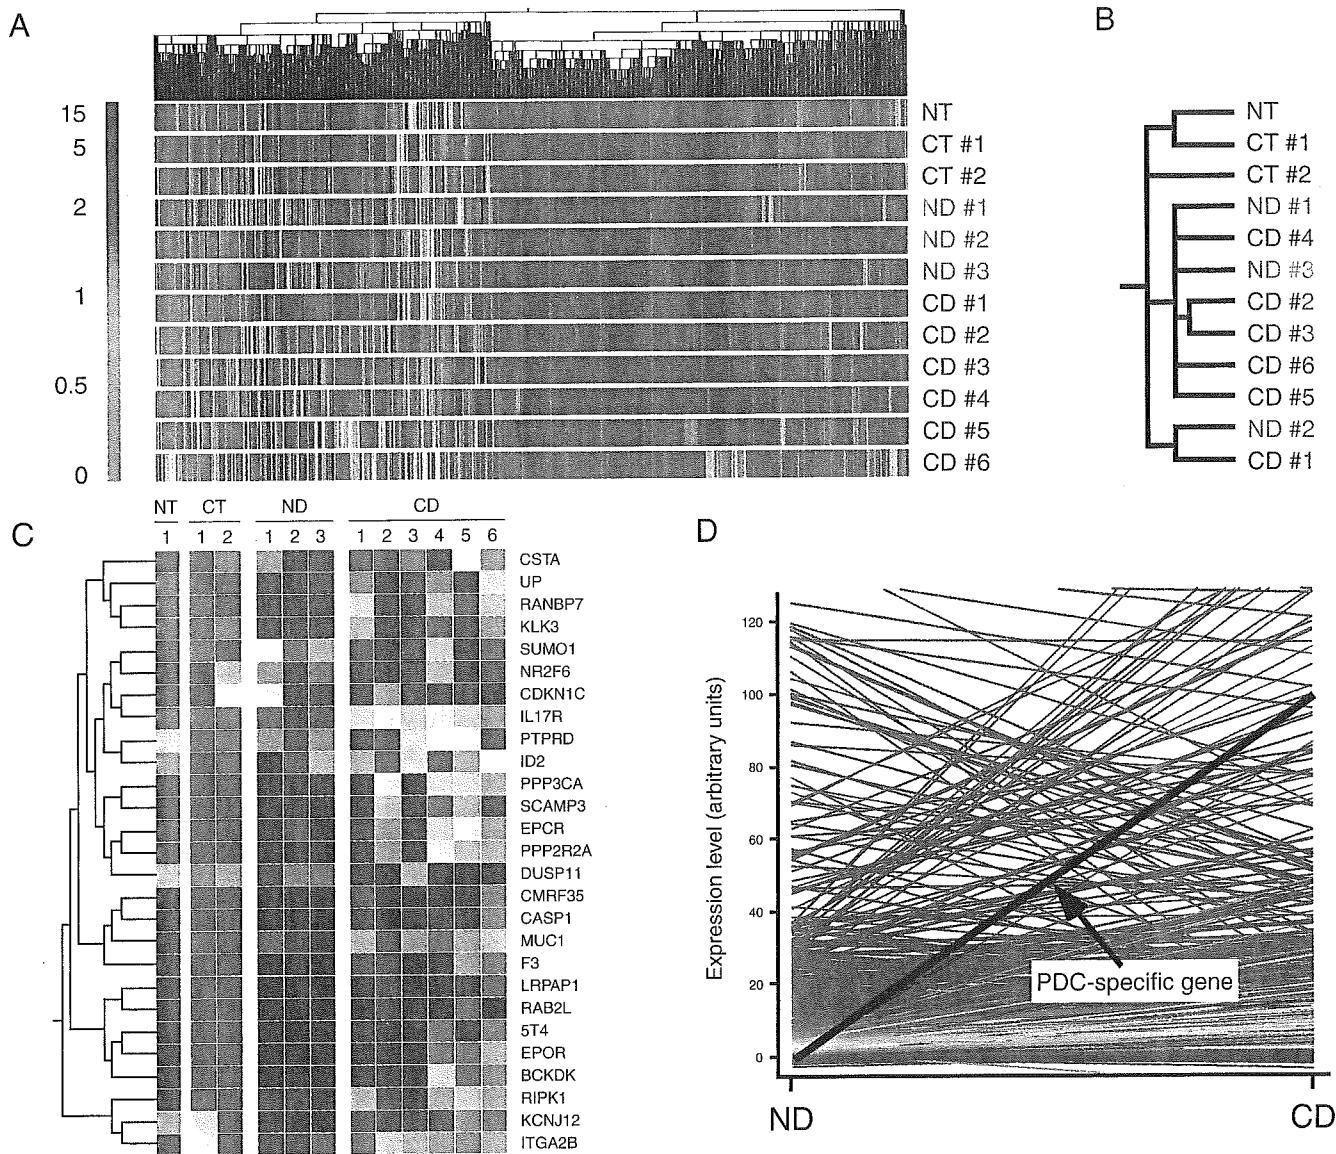 A
15
5
2
1
0.5
0
NT
CT #1
CT #2
ND #1
ND #2
ND #3
CD #1
CD #2
CD #3
CD #4
CD #5
CD #6
B
NT
CT #1
CT #2
ND #1
CD #4
ND #3
CD #2
CD #3
CD #6
CD #5
ND #2
CD #1
C
NT CT ND CD
1 1 2 1 2 3 1 2 3 4 5 6
CSTA
UP
RANBP7
KLK3
SUMO1
NR2F6
CDKN1C
IL17R
PTPRD
ID2
PPP3CA
SCAMP3
EPCR
PPP2R2A
DUSP11
CMRF35
CASP1
MUC1
F3
LRPAP1
RAB2L
5T4
EPOR
BCKDK
RIPK1
KCNJ12
ITGA2B
D
Expression level (arbitrary units)
120
100
80
60
40
20
0
PDC-specific gene
ND CD